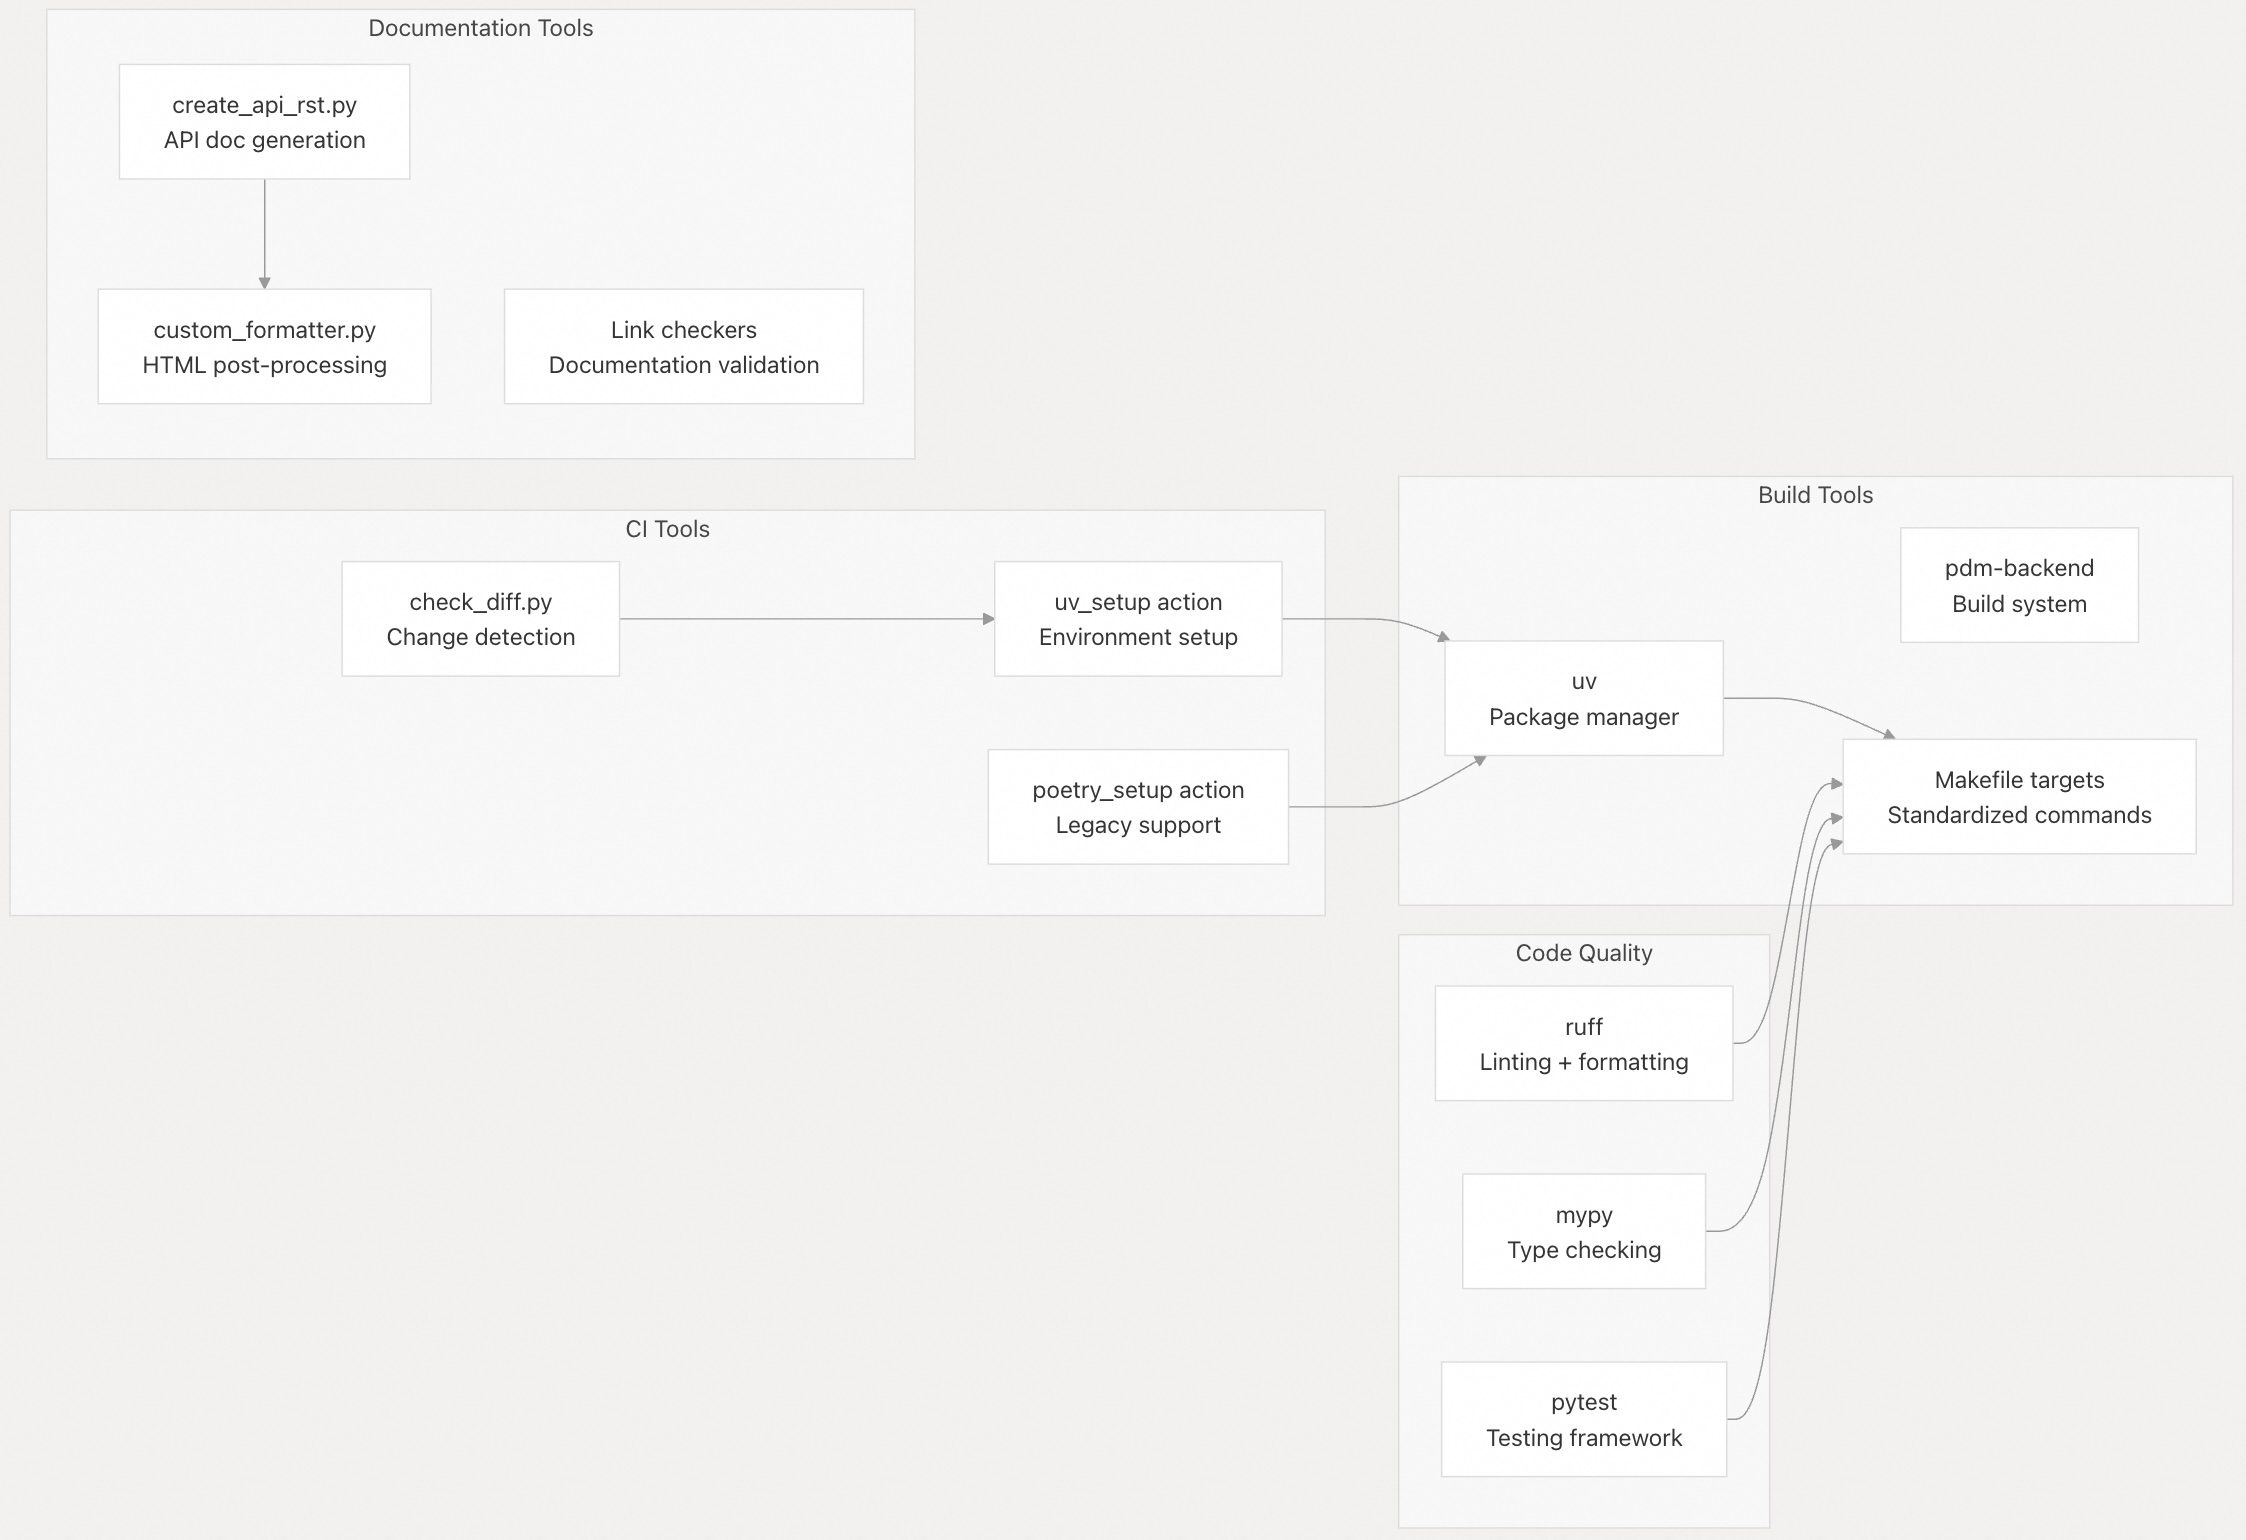 Documentation Tools
create_api_rst.py
API doc generation
custom_formatter.py
HTML post-processing
Link checkers
Documentation validation
CI Tools
check_diff.py
Change detection
uv_setup action
Environment setup
poetry_setup action
Legacy support
Build Tools
pdm-backend
Build system
uv
Package manager
Makefile targets
Standardized commands
Code Quality
ruff
Linting + formatting
mypy
Type checking
pytest
Testing framework